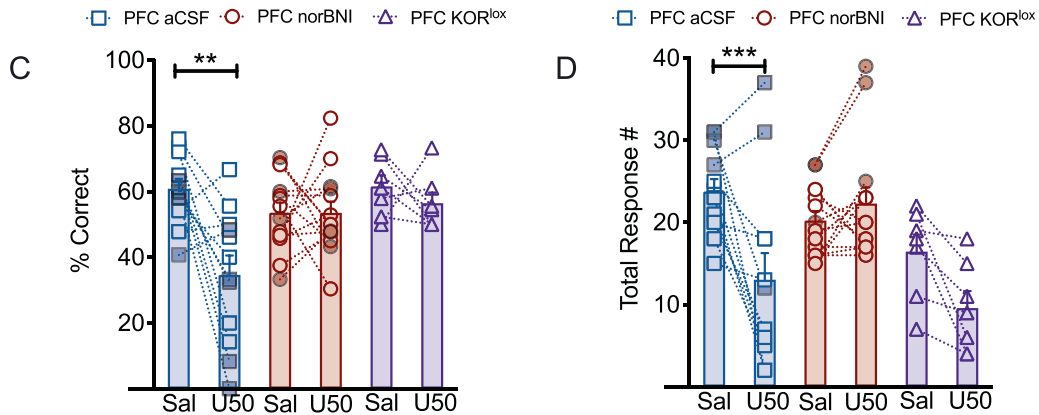 PFC aCSF PFC norBNI PFC KORlox
C
% Correct
100
80
60
40
20
**
Sal U50 Sal U50 Sal U50
PFC aCSF PFC norBNI PFC KORlox
D
Total Response #
40
30
20
10
***
Sal U50 Sal U50 Sal U50